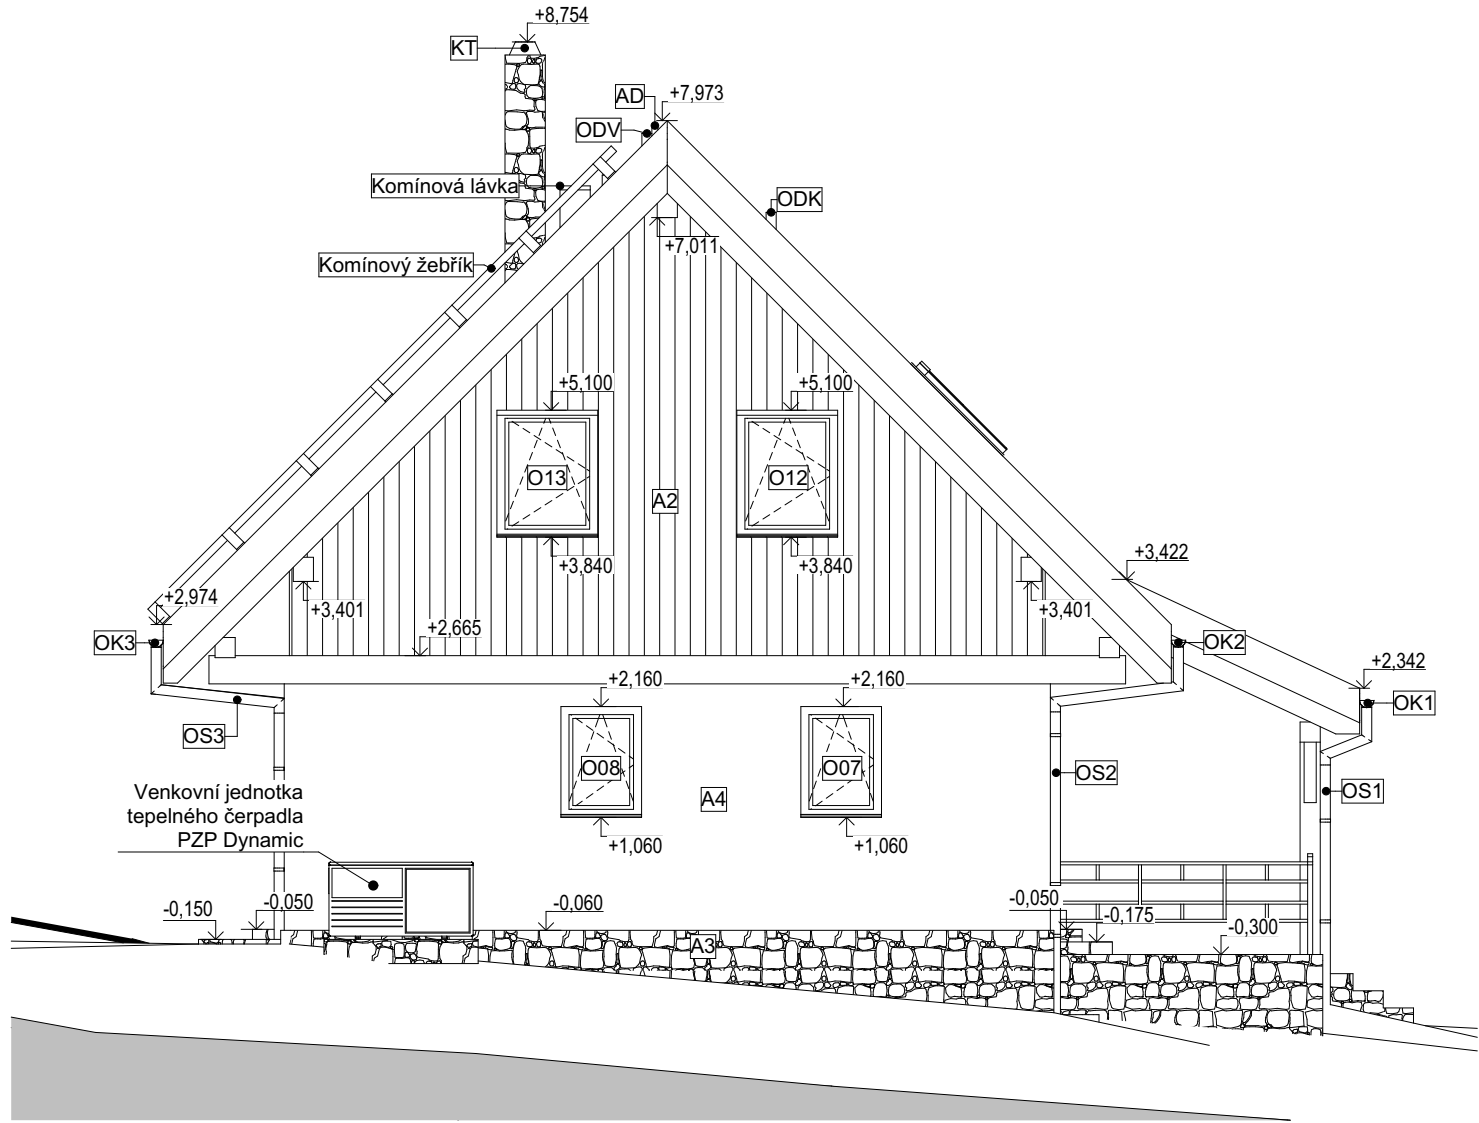 +8,754
KT
AD
+7,973
ODV
Komínová lávka
ODK
+7,011
Komínový žebřík
+5,100
+5,100
O13
O12
A2
+3,840
+3,840
+3,422
+2,974
+3,401
+3,401
+2,665
OK3
OK2
+2,342
+2,160
+2,160
OK1
OS3
O08
O07
OS2
OS1
A4
Venkovní jednotka
tepelného čerpadla
PZP Dynamic
+1,060
+1,060
-0,150
-0,050
-0,060
-0,050
-0,175
-0,300
A3